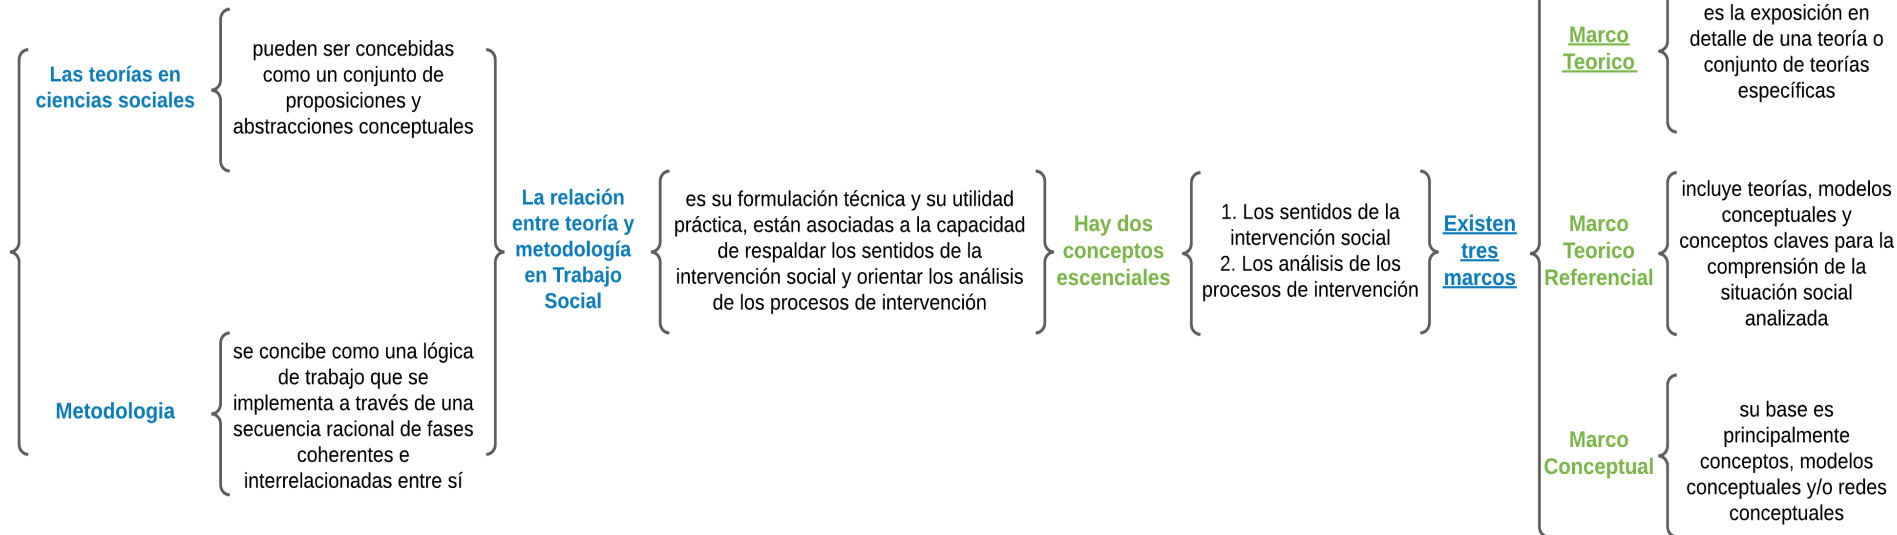 Las teorías en
ciencias sociales
pueden ser concebidas
como un conjunto de
proposiciones y
abstracciones conceptuales
Metodologia
se concibe como una lógica
de trabajo que se
implementa a través de una
secuencia racional de fases
coherentes e
interrelacionadas entre sí
La relación
entre teoría y
metodología
en Trabajo
Social
es su formulación técnica y su utilidad
práctica, están asociadas a la capacidad
de respaldar los sentidos de la
intervención social y orientar los análisis
de los procesos de intervención
Hay dos
conceptos
escenciales
1. Los sentidos de la
intervención social
2. Los análisis de los
procesos de intervención
Existen
tres
marcos
Marco
Teorico
es la exposición en
detalle de una teoría o
conjunto de teorías
específicas
Marco
Teorico
Referencial
incluye teorías, modelos
conceptuales y
conceptos claves para la
comprensión de la
situación social
analizada
Marco
Conceptual
su base es
principalmente
conceptos, modelos
conceptuales y/o redes
conceptuales